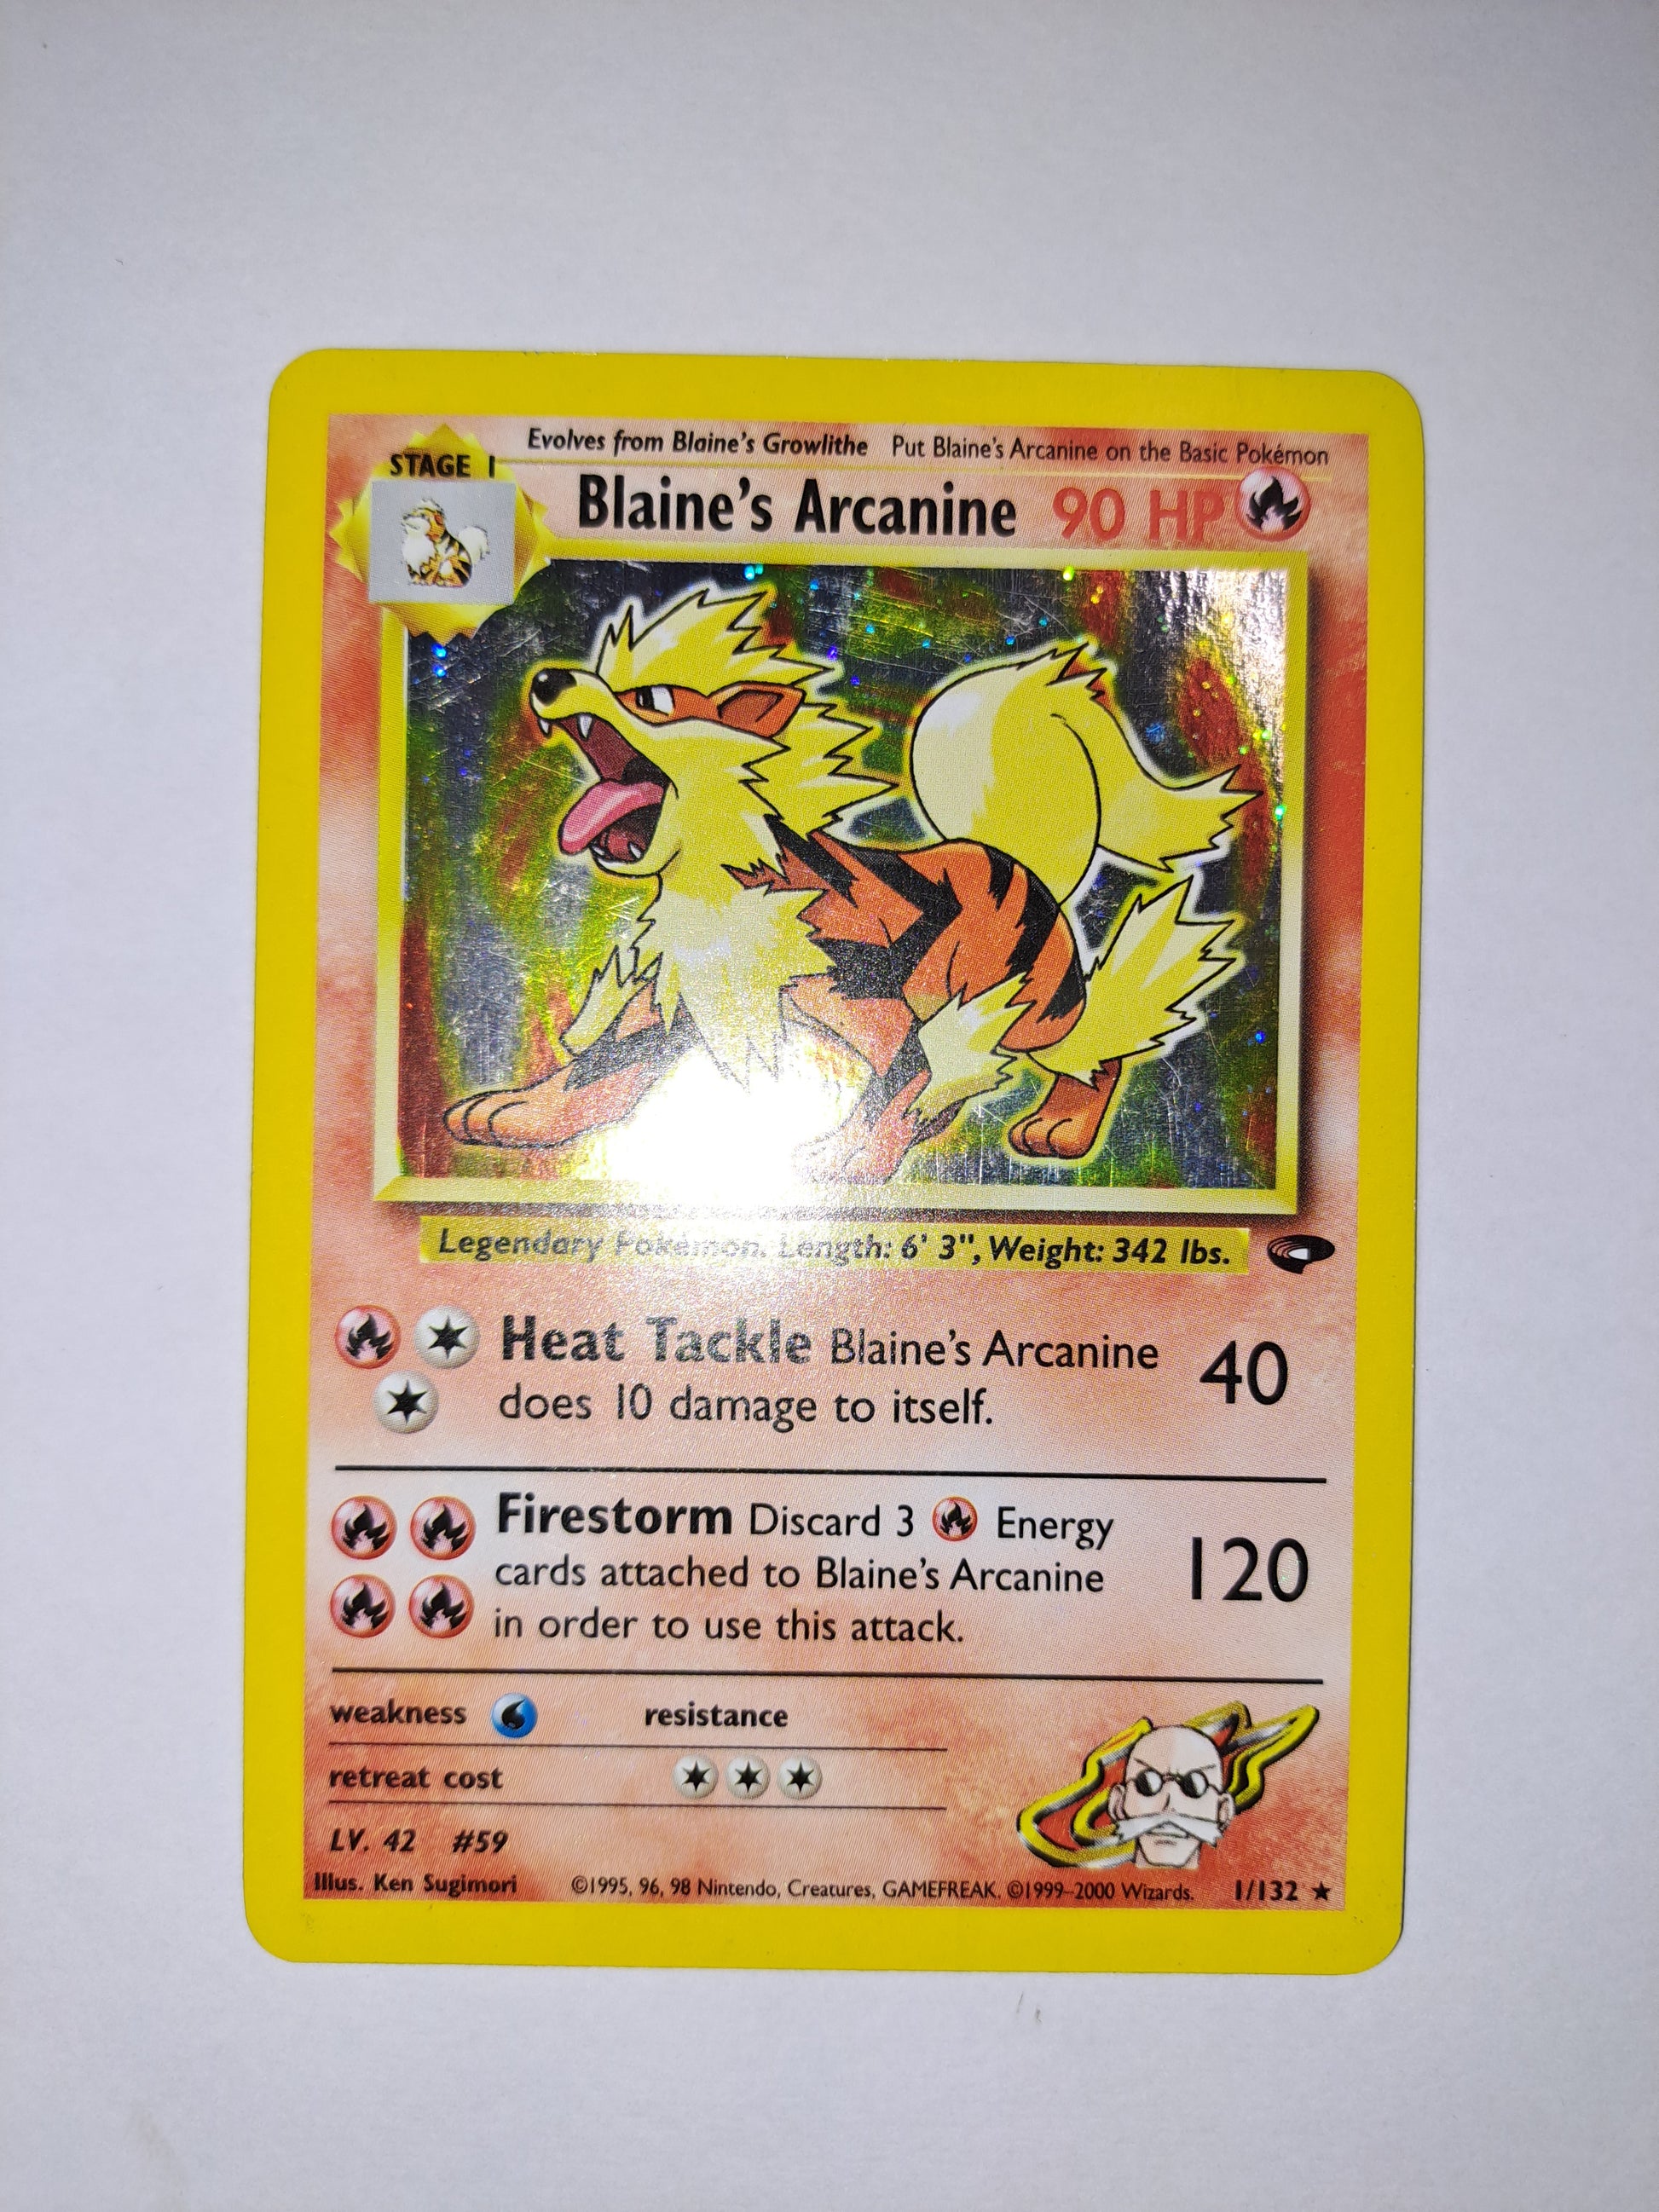 Evolves from Blaine's Growlithe Put Blaine's Arcanine on the Basic Pokémon
STAGE 1
Blaine's Arcanine 90 HP
Legendary Pokémon. Length: 6' 3", Weight: 342 lbs.
Heat Tackle Blaine's Arcanine
does 10 damage to itself.
40
Firestorm Discard 3 Energy
cards attached to Blaine's Arcanine
in order to use this attack.
120
weakness resistance
retreat cost
LV. 42 #59
Illus. Ken Sugimori ©1995, 96, 98 Nintendo, Creatures, GAMEFREAK. ©1999-2000 Wizards. 1/132 ★